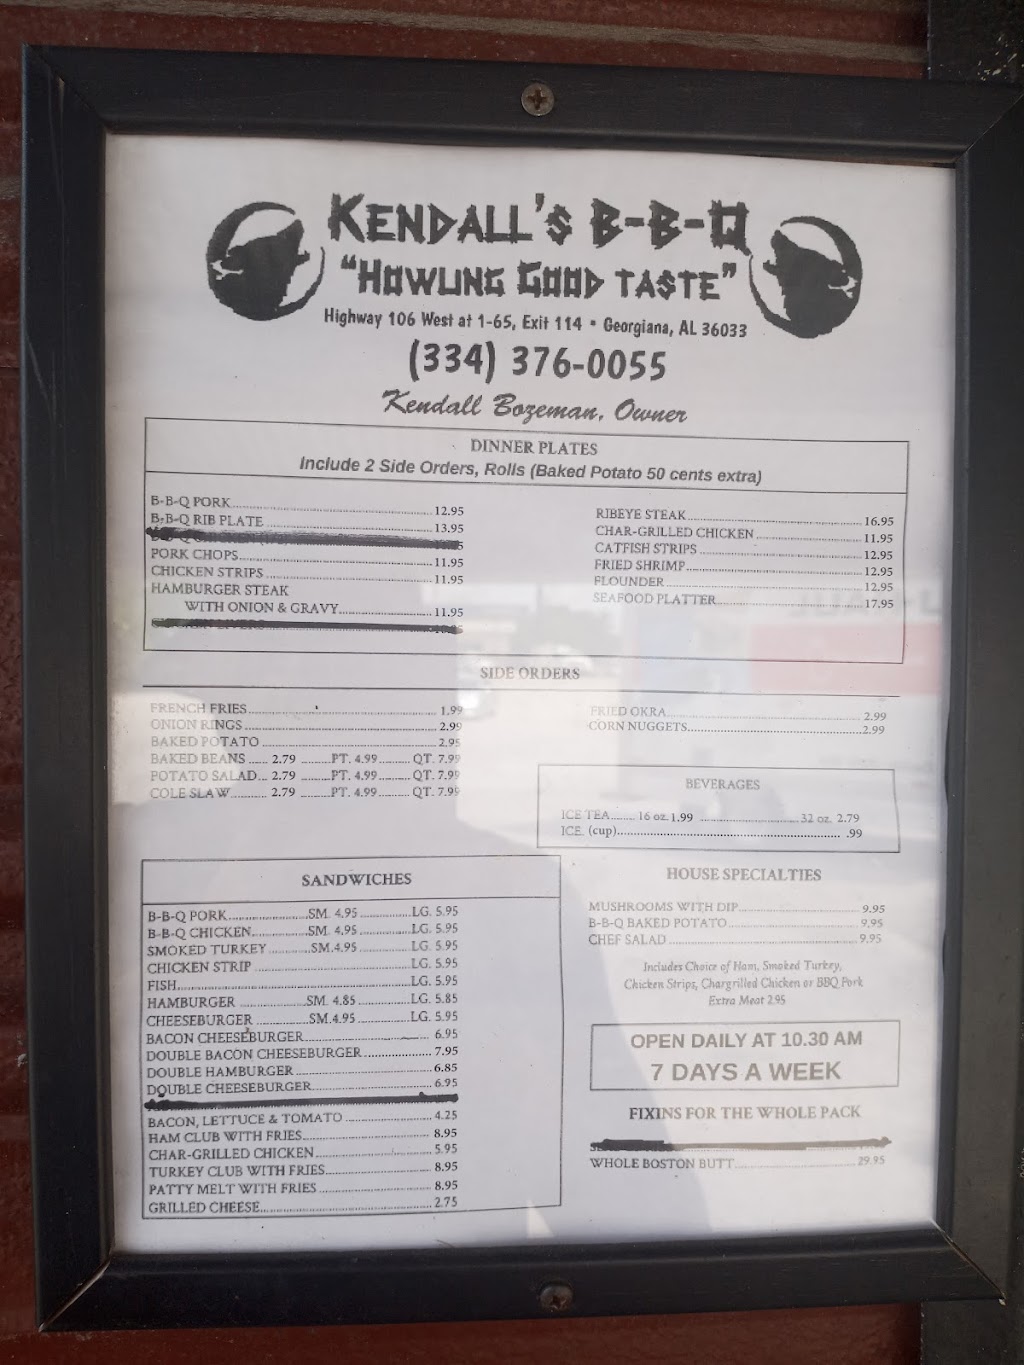 KENDALL'S B-B-Q
"HOWLING GOOD TASTE"
Highway 106 West at 1-65, Exit 114 • Georgiana, AL 36033
(334) 376-0055
Kendall Bozeman, Owner
DINNER PLATES
Include 2 Side Orders, Rolls (Baked Potato 50 cents extra)
B-B-Q PORK 12.95
B-B-Q RIB PLATE 13.95
PORK CHOPS 11.95
CHICKEN STRIPS 11.95
HAMBURGER STEAK
WITH ONION & GRAVY 11.95
RIBEYE STEAK 16.95
CHAR-GRILLED CHICKEN 11.95
CATFISH STRIPS 12.95
FRIED SHRIMP 12.95
FLOUNDER 12.95
SEAFOOD PLATTER 17.95
SIDE ORDERS
FRENCH FRIES 1.99
ONION RINGS 2.99
BAKED POTATO 2.95
BAKED BEANS 2.79 PT. 4.99 QT. 7.99
POTATO SALAD 2.79 PT. 4.99 QT. 7.99
COLE SLAW 2.79 PT. 4.99 QT. 7.99
FRIED OKRA 2.99
CORN NUGGETS 2.99
BEVERAGES
ICE TEA 16 oz. 1.99 32 oz. 2.79
ICE. (cup) .99
SANDWICHES
B-B-Q PORK SM. 4.95 LG. 5.95
B-B-Q CHICKEN SM. 4.95 LG. 5.95
SMOKED TURKEY SM. 4.95 LG. 5.95
CHICKEN STRIP LG. 5.95
FISH LG. 5.95
HAMBURGER SM. 4.85 LG. 5.85
CHEESEBURGER SM. 4.95 LG. 5.95
BACON CHEESEBURGER 6.95
DOUBLE BACON CHEESEBURGER 7.95
DOUBLE HAMBURGER 6.85
DOUBLE CHEESEBURGER 6.95
BACON, LETTUCE & TOMATO 4.25
HAM CLUB WITH FRIES 8.95
CHAR-GRILLED CHICKEN 5.95
TURKEY CLUB WITH FRIES 8.95
PATTY MELT WITH FRIES 8.95
GRILLED CHEESE 2.75
HOUSE SPECIALTIES
MUSHROOMS WITH DIP 9.95
B-B-Q BAKED POTATO 9.95
CHEF SALAD 9.95
Includes Choice of Ham, Smoked Turkey,
Chicken Strips, Chargrilled Chicken or BBQ Pork
Extra Meat 2.95
OPEN DAILY AT 10.30 AM
7 DAYS A WEEK
FIXINS FOR THE WHOLE PACK
WHOLE BOSTON BUTT 29.95